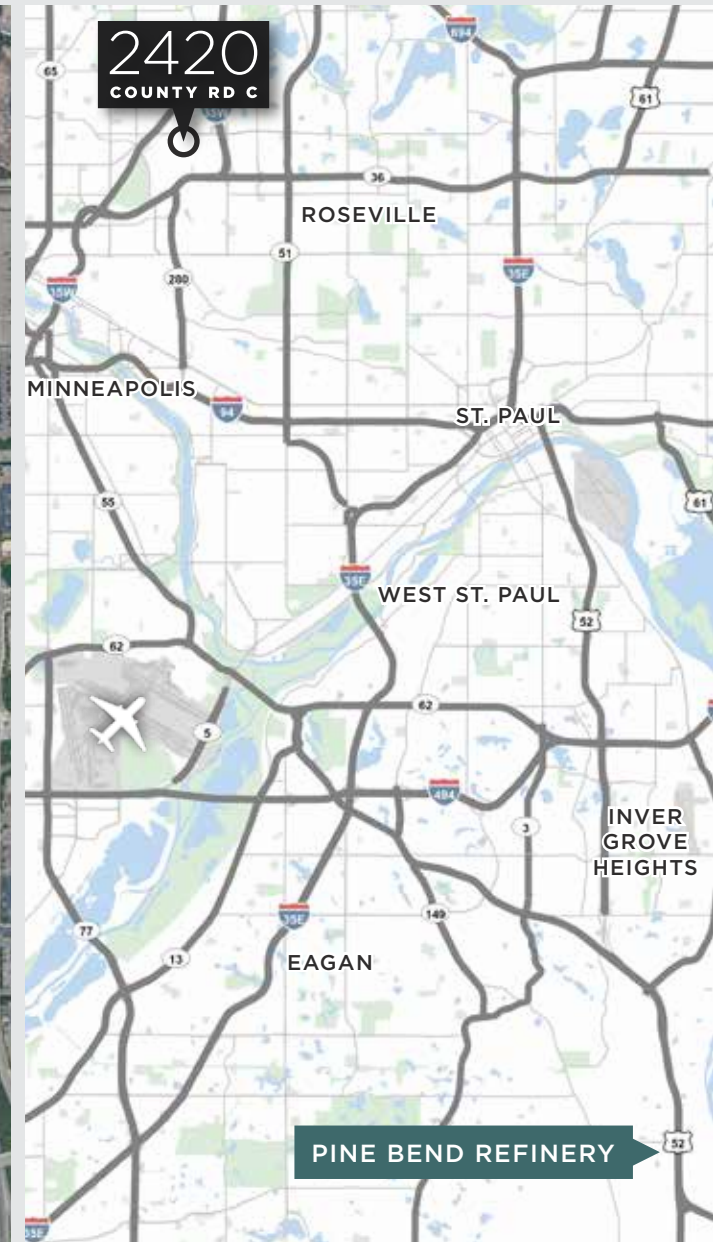 2420
COUNTY RD C
694
65
35W
61
36
ROSEVILLE
51
35E
280
35W
MINNEAPOLIS
94
ST. PAUL
55
61
35E
WEST ST. PAUL
52
62
62
5
494
INVER
GROVE
HEIGHTS
3
35E
149
77
13
EAGAN
PINE BEND REFINERY
52
35E